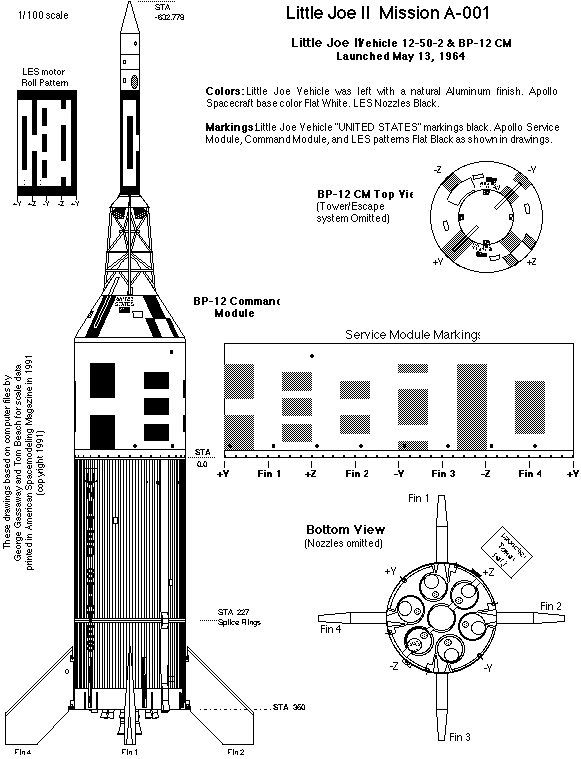 1/100 scale
STA
-632.779
Little Joe II Mission A-001
Little Joe II Vehicle 12-50-2 & BP-12 CM
Launched May 13, 1964
LES motor
Roll Pattern
Colors: Little Joe Vehicle was left with a natural Aluminum finish. Apollo
Spacecraft base color Flat White. LES Nozzles Black.
Markings: Little Joe Vehicle "UNITED STATES" markings black. Apollo Service
Module, Command Module, and LES patterns Flat Black as shown in drawings.
+Y +Z -Y -Z +Y
BP-12 CM Top Vie
(Tower/Escape
system Omitted)
-Z
-Y
+Y
+Z
UNITED
STATES
BP-12 Command
Module
Service Module Markings
STA
0.0
+Y Fin 1 +Z Fin 2 -Y Fin 3 -Z Fin 4 +Y
These drawings based on computer files by
George Gassaway and Tom Beach for scale data
printed in American Spacemodeling Magazine in 1991
(copyright 1991)
UNITED STATES
Bottom View
(Nozzles omitted)
Fin 1
+Y
+Z
Fin 2
Fin 4
-Z
-Y
Fin 3
STA 227
Splice Rings
STA 360
Fin 4
Fin 1
Fin 2